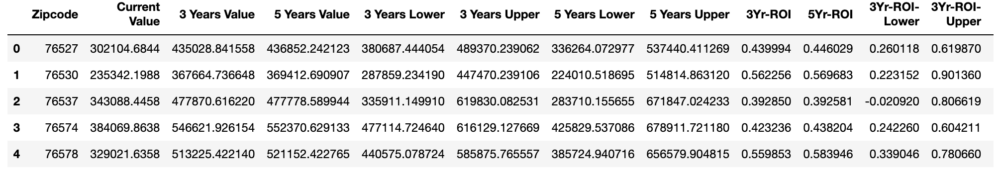 Zipcode Current Value 3 Years Value 5 Years Value 3 Years Lower 3 Years Upper 5 Years Lower 5 Years Upper 3Yr-ROI 5Yr-ROI 3Yr-ROI-Lower 3Yr-ROI-Upper
0 76527 302104.6844 435028.841558 436852.242123 380687.444054 489370.239062 336264.072977 537440.411269 0.439994 0.446029 0.260118 0.619870
1 76530 235342.1988 367664.736648 369412.690907 287859.234190 447470.239106 224010.518695 514814.863120 0.562256 0.569683 0.223152 0.901360
2 76537 343088.4458 477870.616220 477778.589944 335911.149910 619830.082531 283710.155655 671847.024233 0.392850 0.392581 -0.020920 0.806619
3 76574 384069.8638 546621.926154 552370.629133 477114.724640 616129.127669 425829.537086 678911.721180 0.423236 0.438204 0.242260 0.604211
4 76578 329021.6358 513225.422140 521152.422765 440575.078724 585875.765557 385724.940716 656579.904815 0.559853 0.583946 0.339046 0.780660